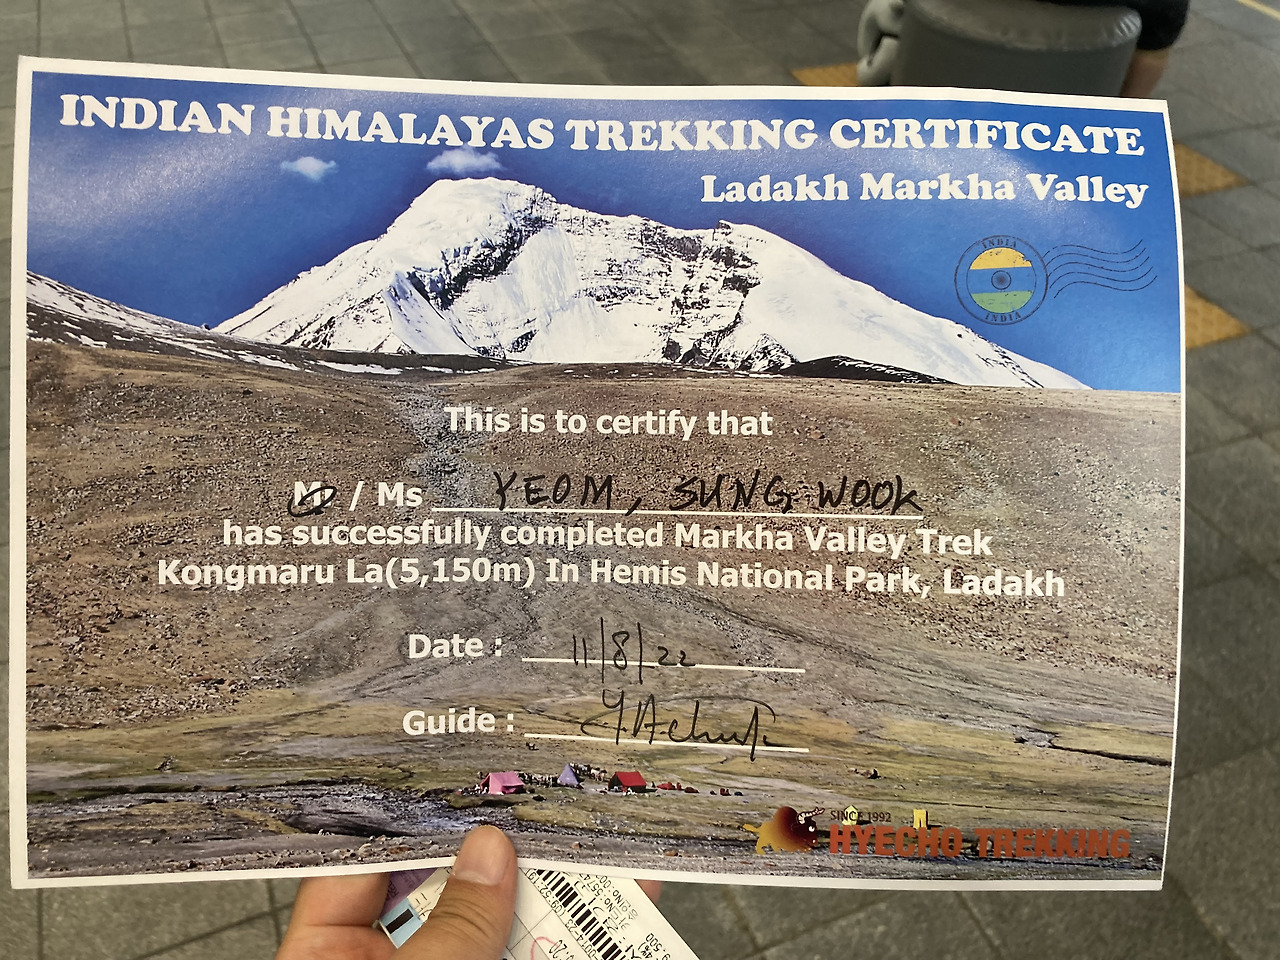 INDIAN HIMALAYAS TREKKING CERTIFICATE
Ladakh Markha Valley
INDIA
INDIA
This is to certify that
Mr / Ms YEOM, SUNG WOOK
has successfully completed Markha Valley Trek
Kongmaru La(5,150m) In Hemis National Park, Ladakh
Date : 11/8/22
Guide :
SINCE 1992
HYECHO TREKKING